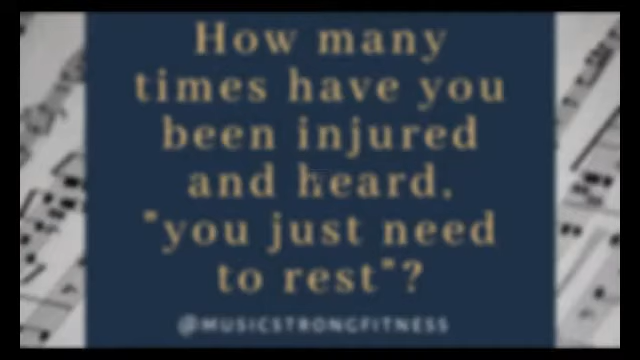 How many
times have you
been injured
and heard.
"you just need
to rest"?
@MUSICSTRONGFITNESS